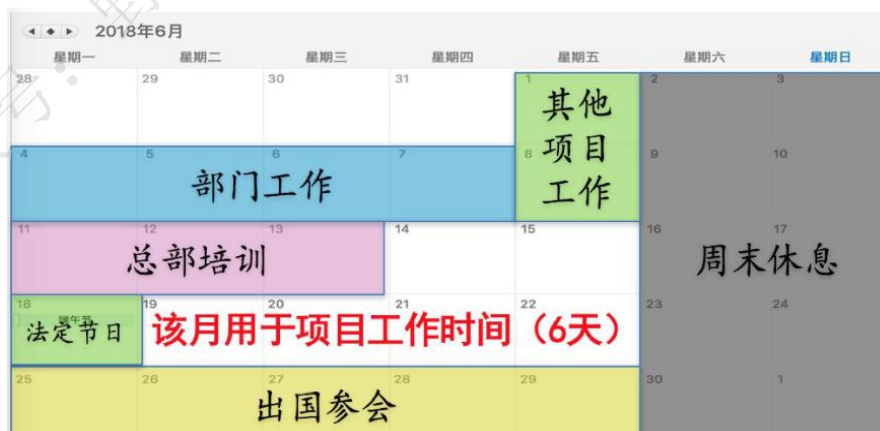 2018年6月
星期一 星期二 星期三 星期四 星期五 星期六 星期日
28 29 30 31 1 2 3
其他
项目
工作
4 5 6 7 8 9 10
部门工作
11 12 13 14 15 16 17
总部培训
周末休息
18 19 20 21 22 23 24
端午节
法定节日
该月用于项目工作时间（6天）
25 26 27 28 29 30 1
出国参会
号：